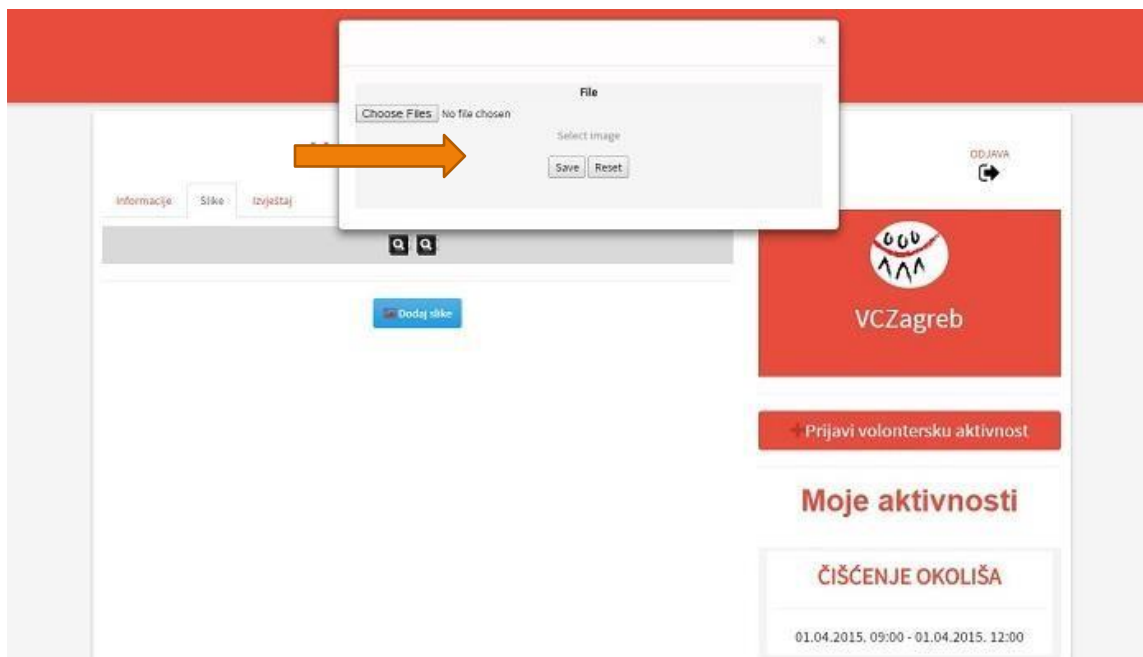 ×
File
Choose Files No file chosen
Select image
Save Reset
ODJAVA
Informacije Slike Izvještaj
Dodaj slike
VCZagreb
+Prijavi volontersku aktivnost
Moje aktivnosti
ČIŠĆENJE OKOLIŠA
01.04.2015. 09:00 - 01.04.2015. 12:00